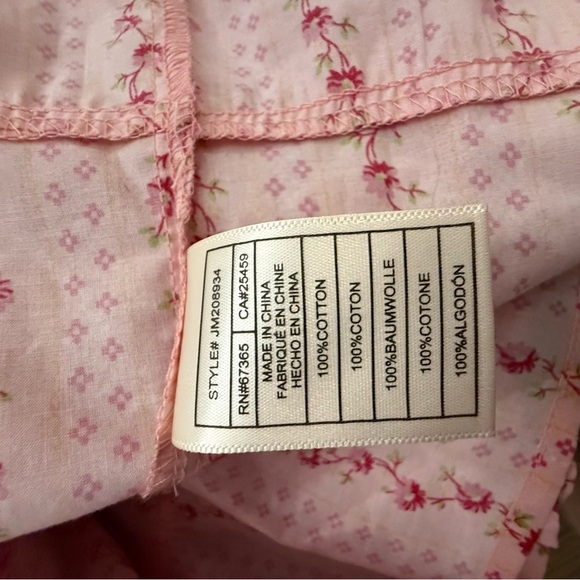 STYLE# JM208934
RN#67365 CA#25459
MADE IN CHINA
FABRIQUÉ EN CHINE
HECHO EN CHINA
100%COTTON
100%COTON
100%BAUMWOLLE
100%COTONE
100%ALGODÓN